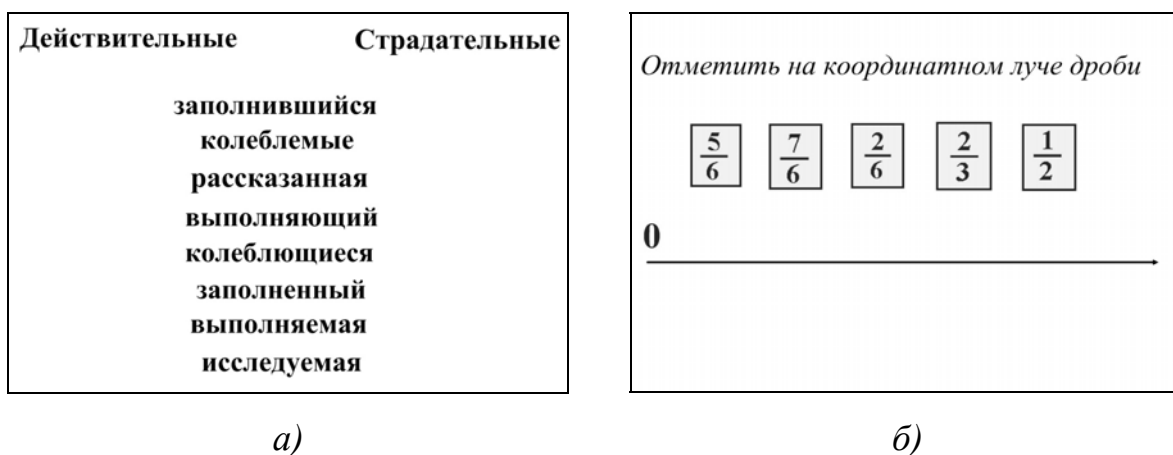 Действительные Страдательные
заполнившийся
колеблемые
рассказанная
выполняющий
колеблющиеся
заполненный
выполняемая
исследуемая
а)
Отметить на координатном луче дроби
5/6 7/6 2/6 2/3 1/2
0
б)